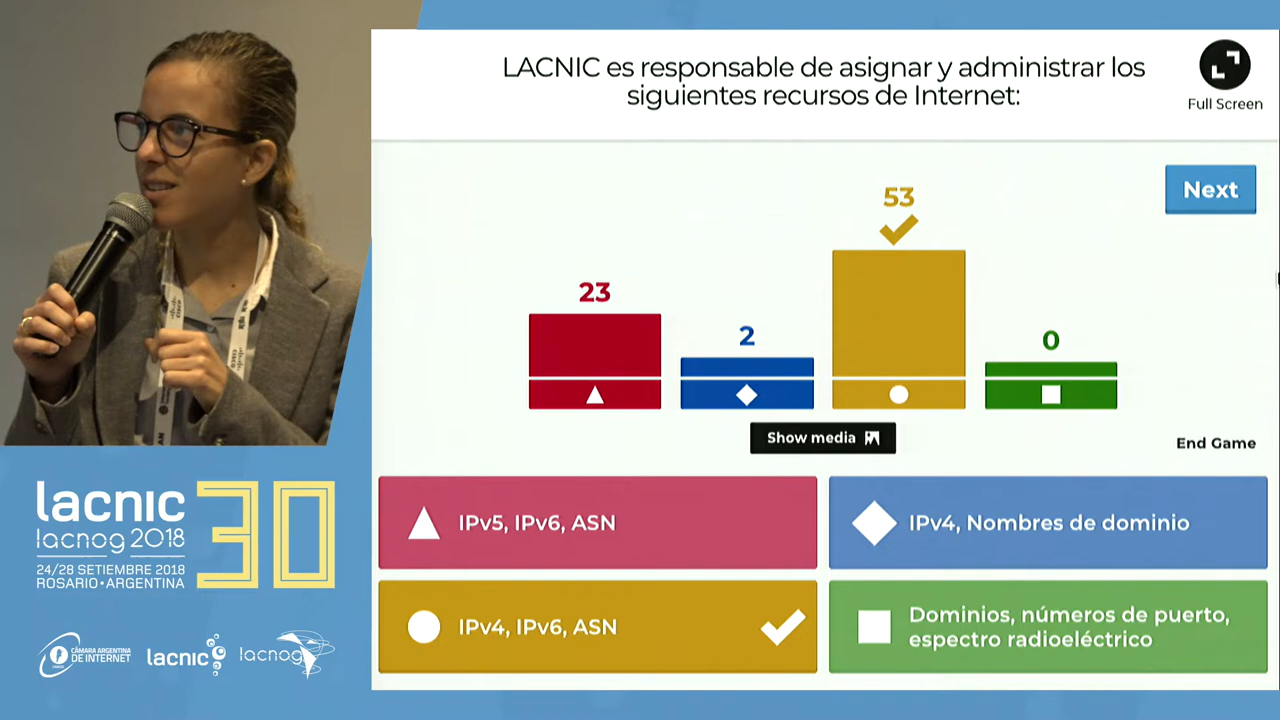 LACNIC es responsable de asignar y administrar los
siguientes recursos de Internet:
Full Screen
Next
23
2
53
0
Show media
End Game
IPv5, IPv6, ASN
IPv4, Nombres de dominio
IPv4, IPv6, ASN
Dominios, números de puerto,
espectro radioeléctrico
lacnic
lacnog 2018
30
24/28 SETIEMBRE 2018
ROSARIO•ARGENTINA
CÁMARA ARGENTINA
DE INTERNET
lacnic
lacnog